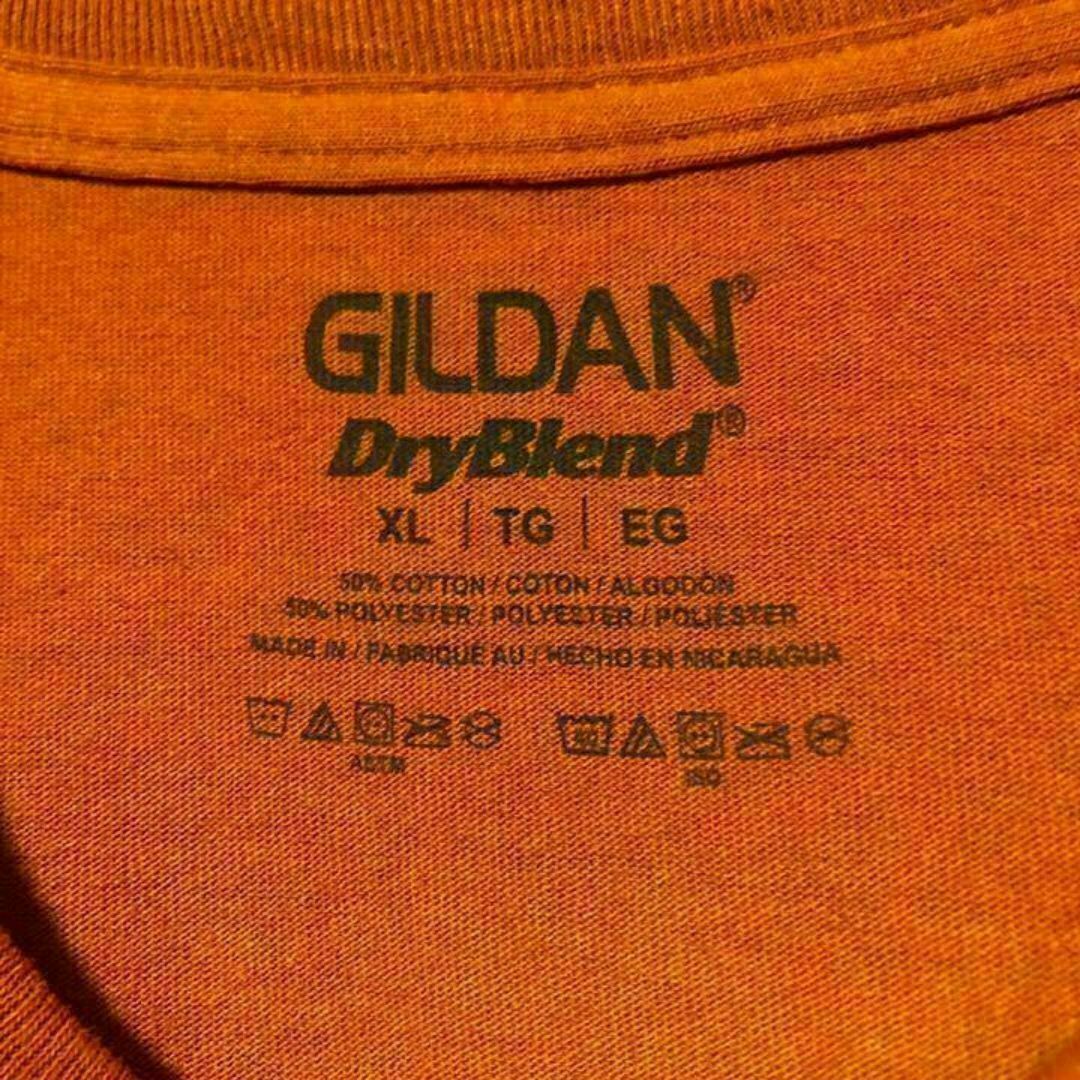 GILDAN®
DryBlend®
XL | TG | EG
50% COTTON / COTON / ALGODÓN
50% POLYESTER / POLYESTER / POLIÉSTER
MADE IN / FABRIQUÉ AU / HECHO EN NICARAGUA
ASTM
ISO